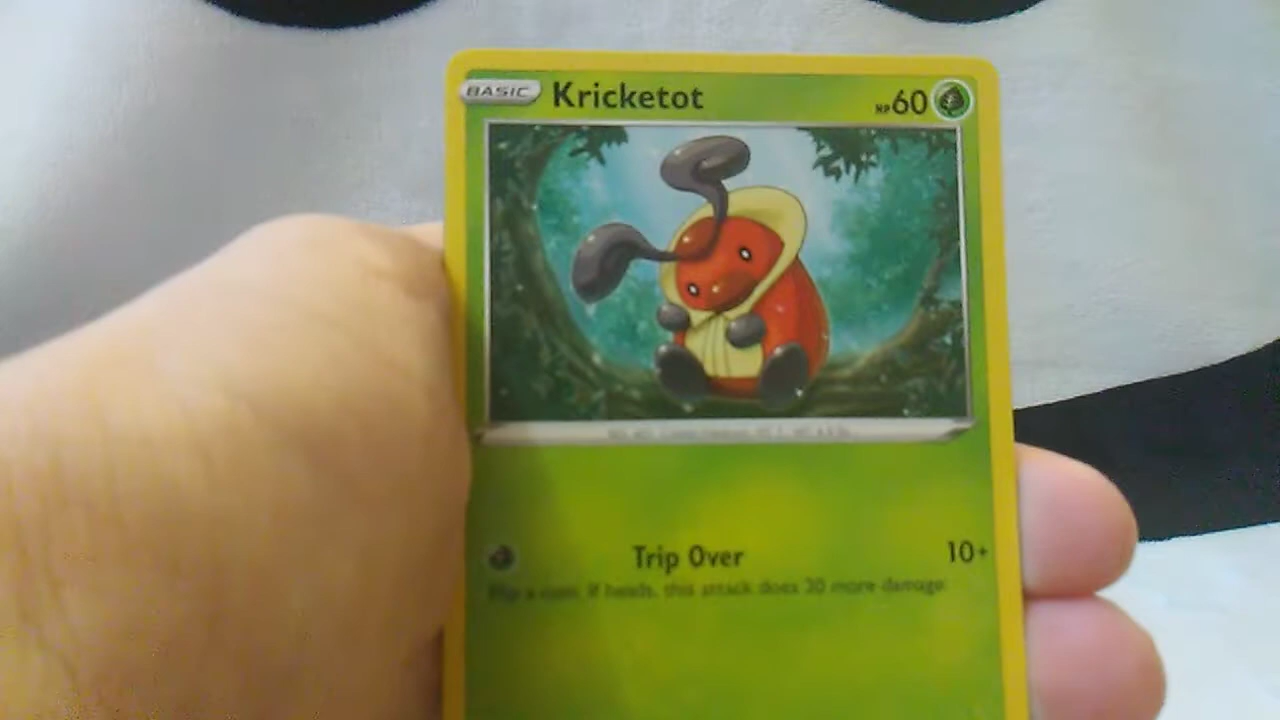 BASIC Kricketot HP 60
Trip Over 10+
Flip a coin. If heads, this attack does 30 more damage.